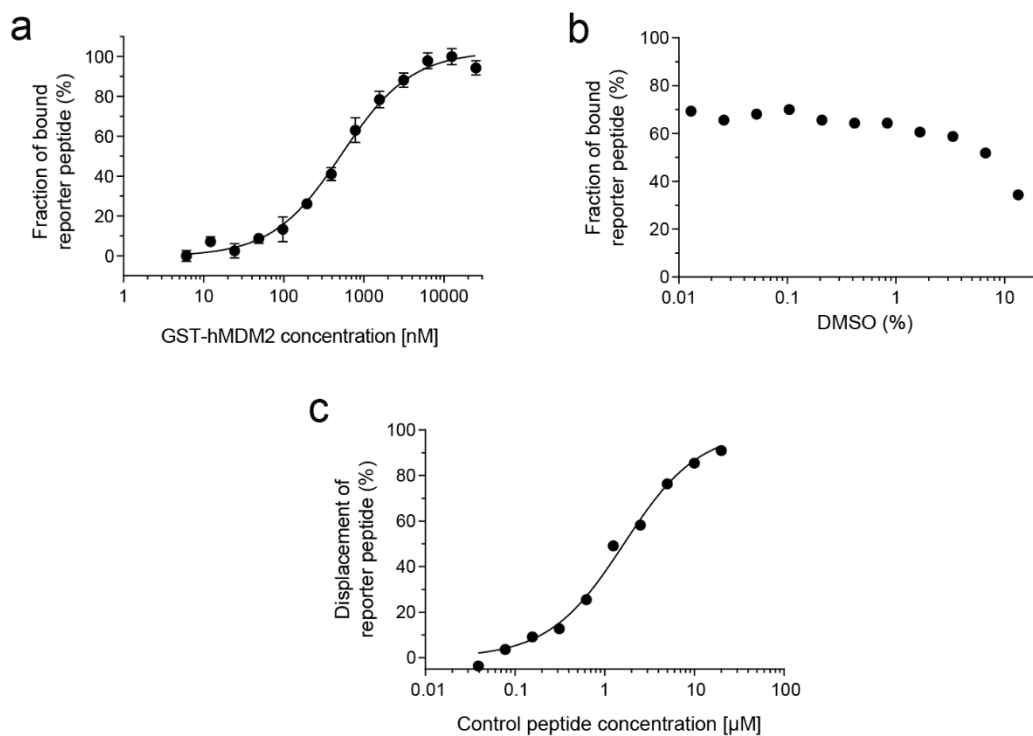 a
Fraction of bound
reporter peptide (%)
100
80
60
40
20
0
1
10
100
1000
10000
GST-hMDM2 concentration [nM]
b
Fraction of bound
reporter peptide (%)
100
80
60
40
20
0
0.01
0.1
1
10
DMSO (%)
c
Displacement of
reporter peptide (%)
100
80
60
40
20
0
0.01
0.1
1
10
100
Control peptide concentration [µM]